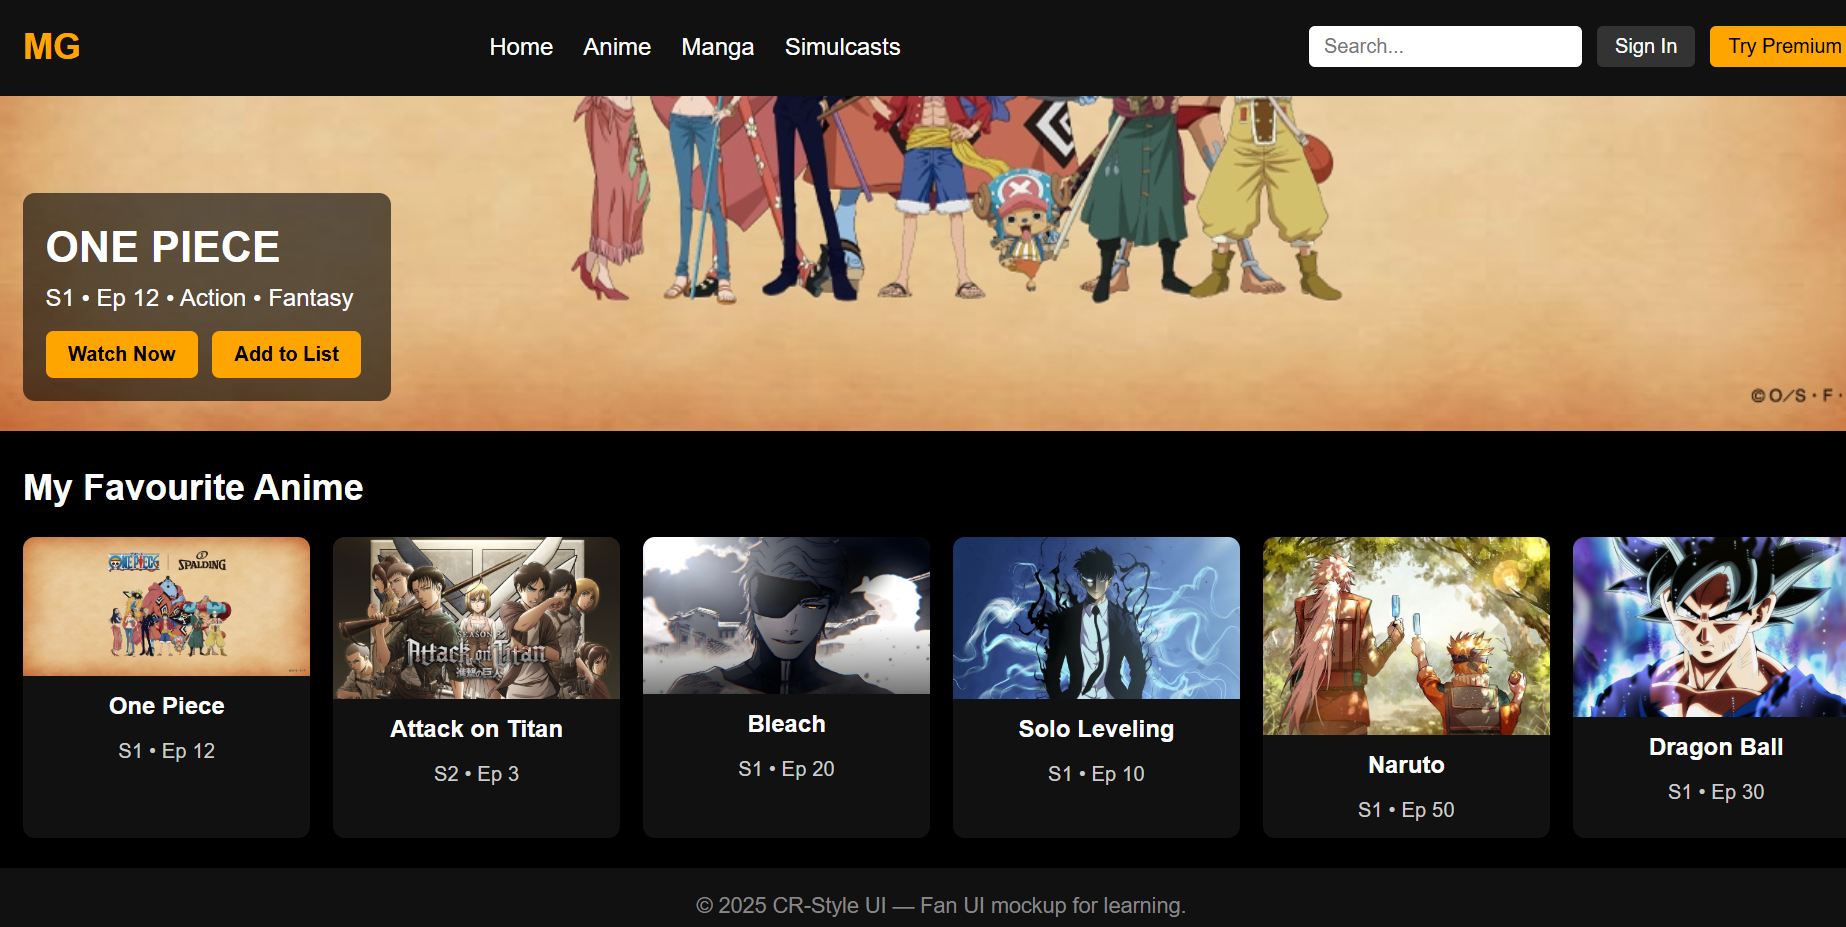 MG
Home Anime Manga Simulcasts
Search...
Sign In
Try Premium
ONE PIECE
S1 • Ep 12 • Action • Fantasy
Watch Now
Add to List
©O/S・F・
My Favourite Anime
ONE PIECE
SPALDING
One Piece
S1 • Ep 12
SEASON
Attack on Titan
進撃の巨人
Attack on Titan
S2 • Ep 3
Bleach
S1 • Ep 20
Solo Leveling
S1 • Ep 10
Naruto
S1 • Ep 50
Dragon Ball
S1 • Ep 30
© 2025 CR-Style UI — Fan UI mockup for learning.